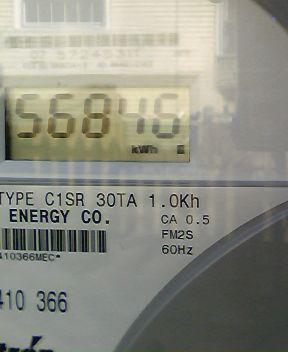 56846
kWh
TYPE C1SR 30TA 1.0Kh
ENERGY CO.
CA 0.5
FM2S
60Hz
410366MEC*
410 366